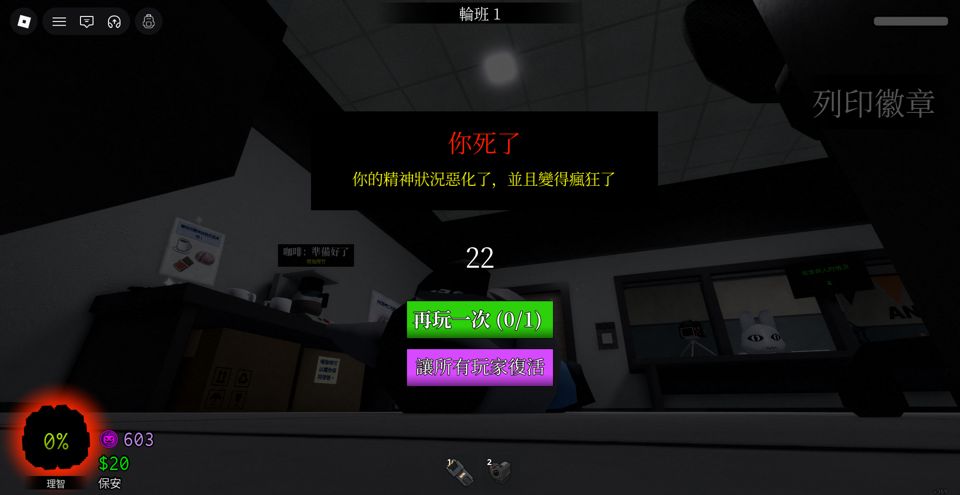 輪班 1
列印徽章
你死了
你的精神狀況惡化了，並且變得瘋狂了
咖啡：準備好了
22
再玩一次 (0/1)
讓所有玩家復活
0%
603
$20
理智
保安
1
2
AN